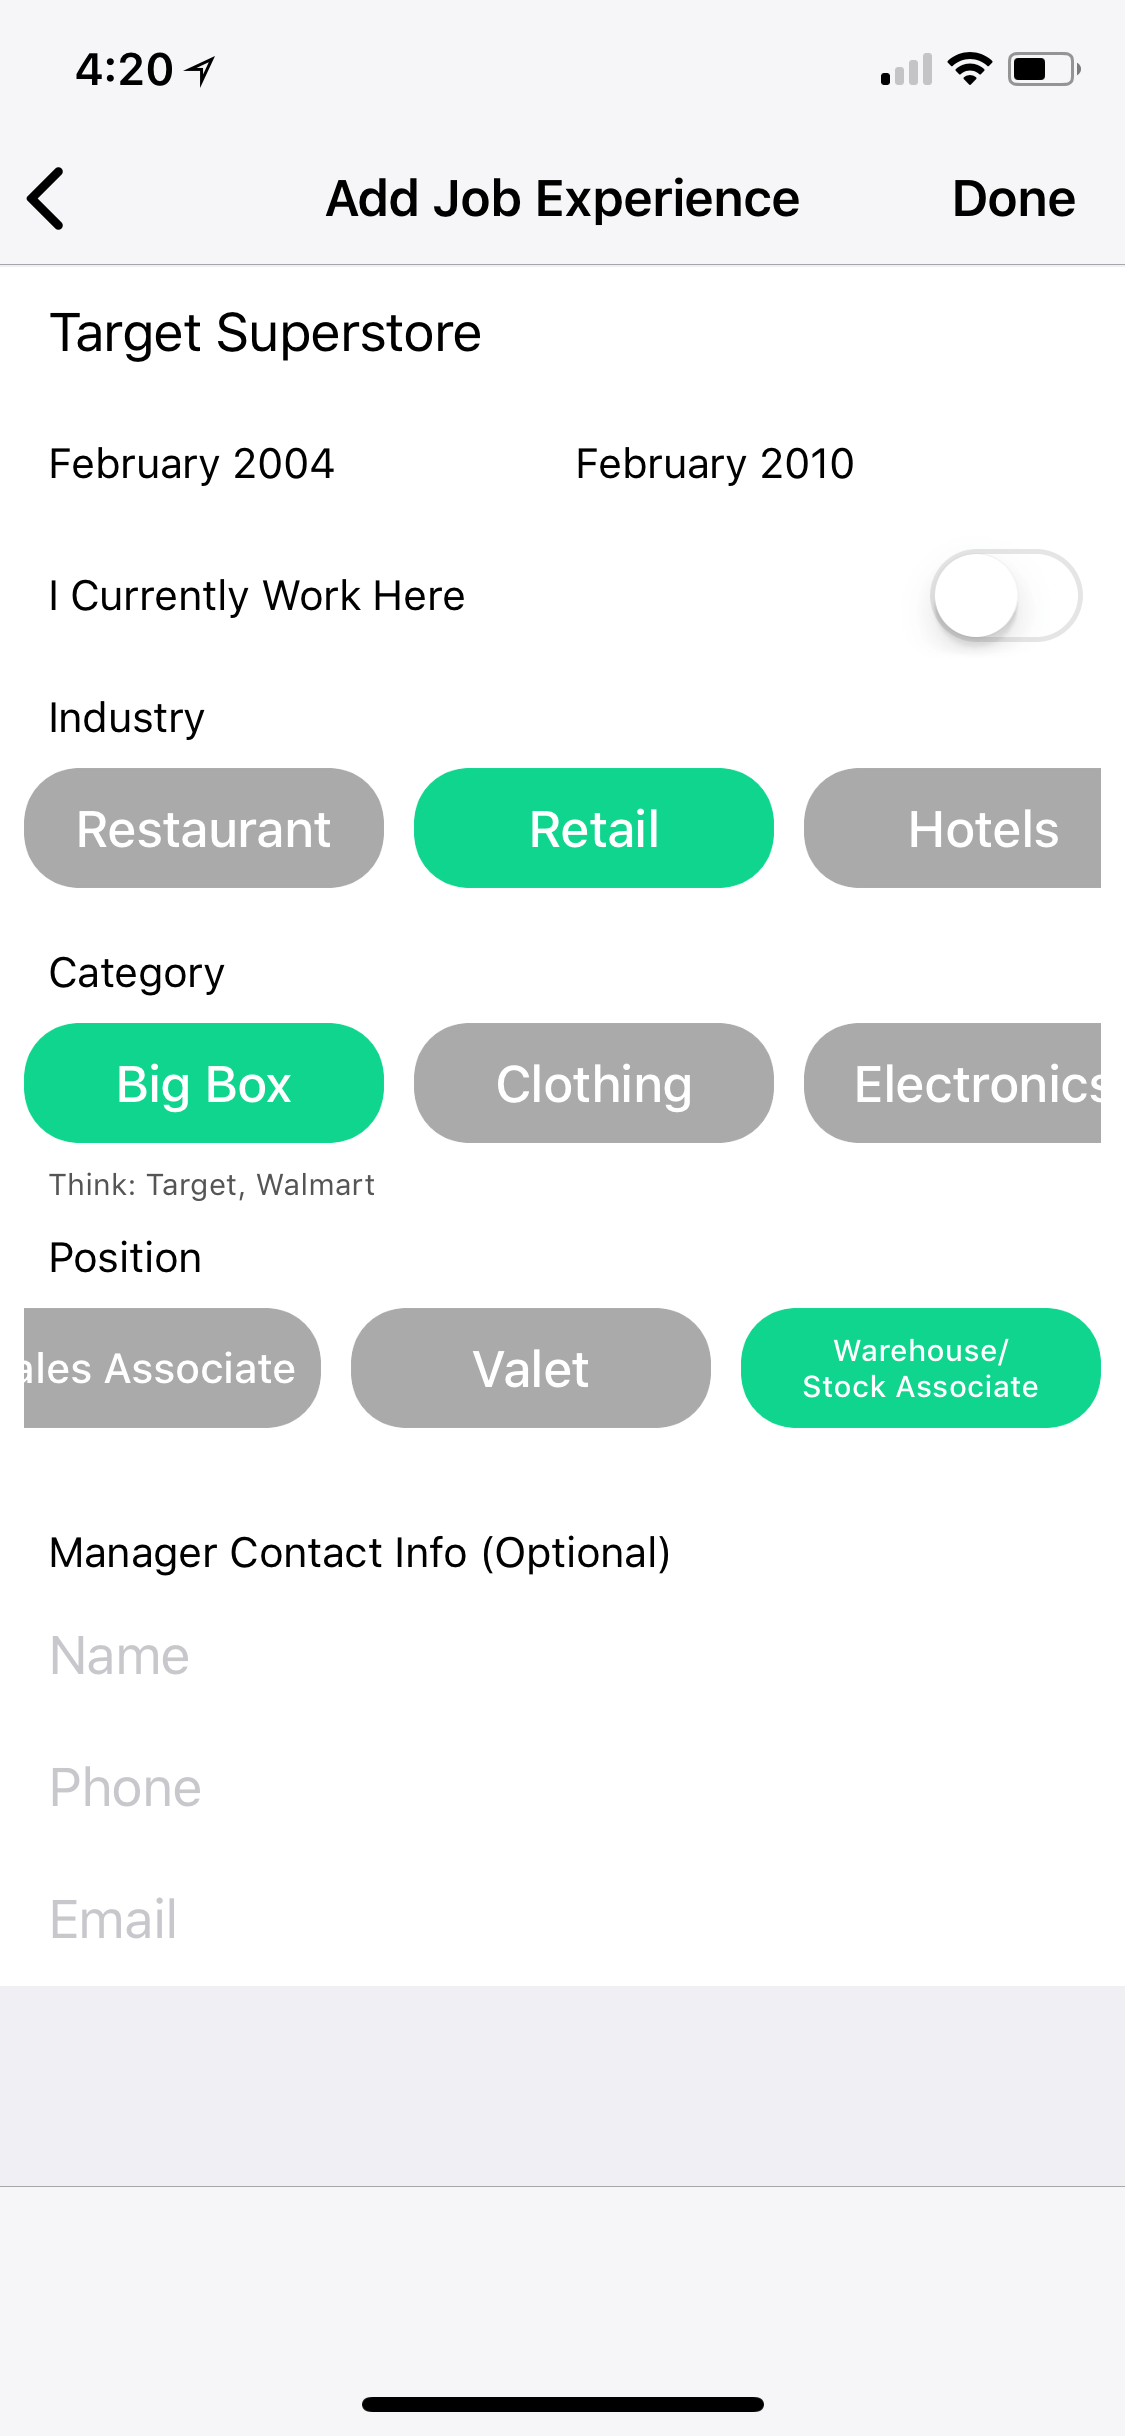 4:20
Add Job Experience
Done
Target Superstore
February 2004
February 2010
I Currently Work Here
Industry
Restaurant
Retail
Hotels
Category
Big Box
Clothing
Electronics
Think: Target, Walmart
Position
ales Associate
Valet
Warehouse/
Stock Associate
Manager Contact Info (Optional)
Name
Phone
Email